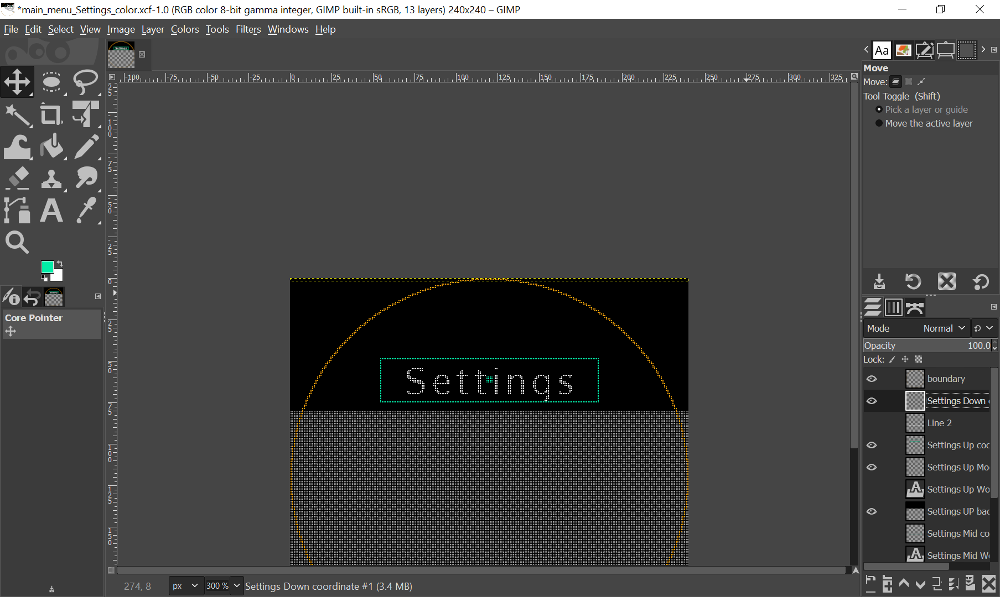 *main_menu_Settings_color.xcf-1.0 (RGB color 8-bit gamma integer, GIMP built-in sRGB, 13 layers) 240x240 – GIMP
File Edit Select View Image Layer Colors Tools Filters Windows Help
Aa
Move
Move:
Tool Toggle (Shift)
Pick a layer or guide
Move the active layer
-100 -75 -50 -25 0 25 50 75 100 125 150 175 200 225 250 275 300 325
Settings
Core Pointer
Mode Normal
Opacity 100.0
Lock:
boundary
Settings Down
Line 2
Settings Up coo
Settings Up Mo
Settings Up Wo
Settings UP bac
Settings Mid co
Settings Mid Wo
274, 8 px 300 % Settings Down coordinate #1 (3.4 MB)